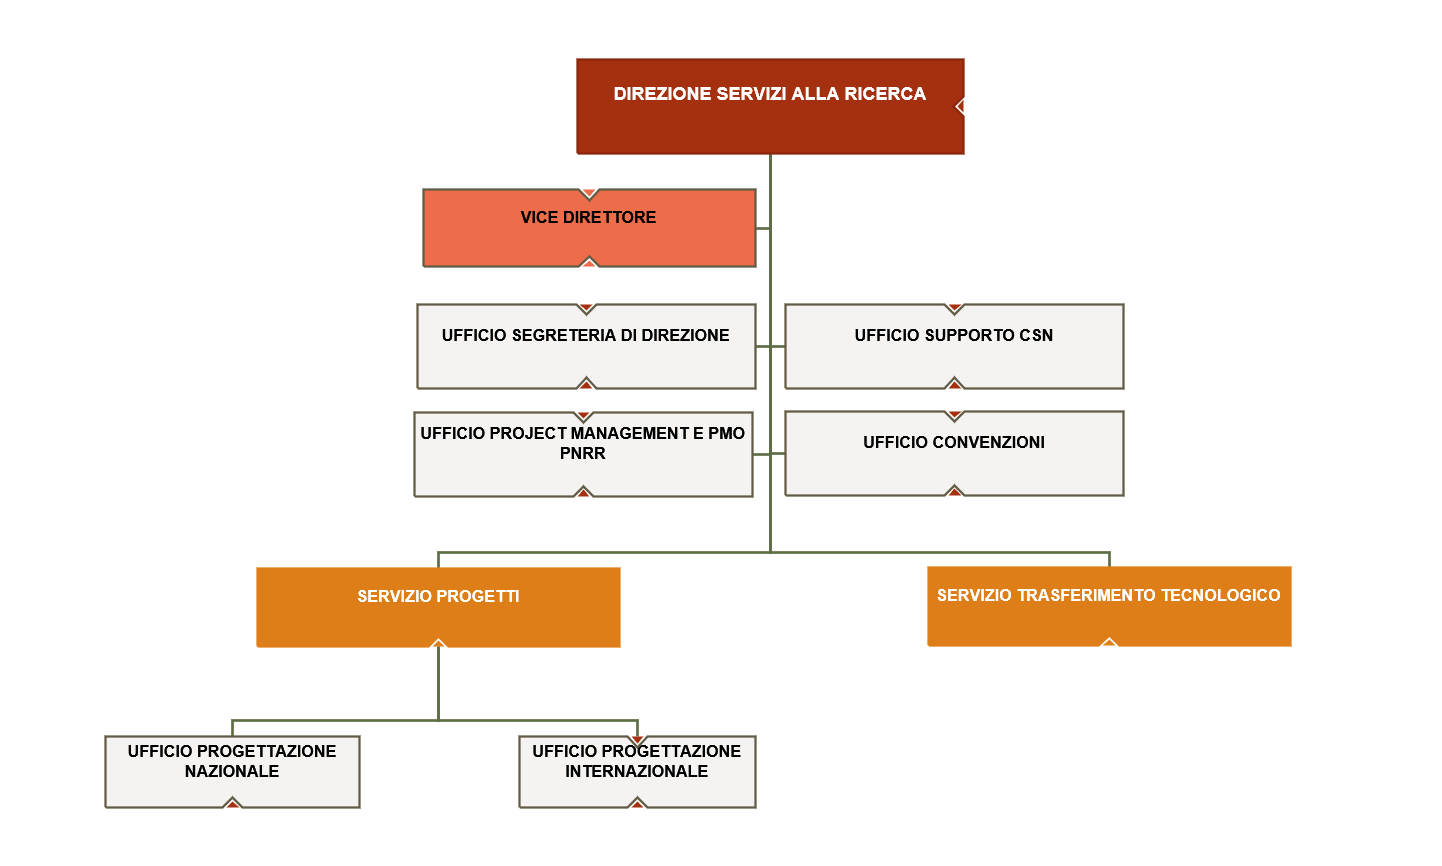 DIREZIONE SERVIZI ALLA RICERCA
VICE DIRETTORE
UFFICIO SEGRETERIA DI DIREZIONE
UFFICIO SUPPORTO CSN
UFFICIO PROJECT MANAGEMENT E PMO
PNRR
UFFICIO CONVENZIONI
SERVIZIO PROGETTI
SERVIZIO TRASFERIMENTO TECNOLOGICO
UFFICIO PROGETTAZIONE
NAZIONALE
UFFICIO PROGETTAZIONE
INTERNAZIONALE